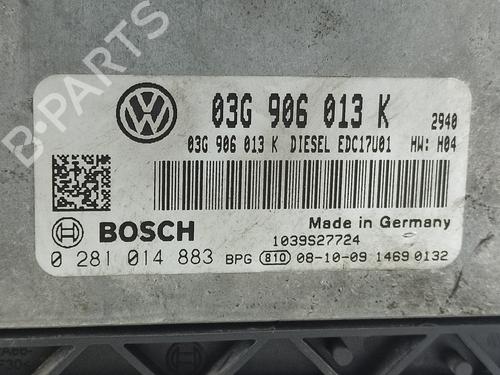 B-PARTS
03G 906 013 K
2940
03G 906 013 K DIESEL EDC17U01 HW: H04
BOSCH
Made in Germany
1039S27724
0 281 014 883 BPG 810 08-10-09 1469 0132